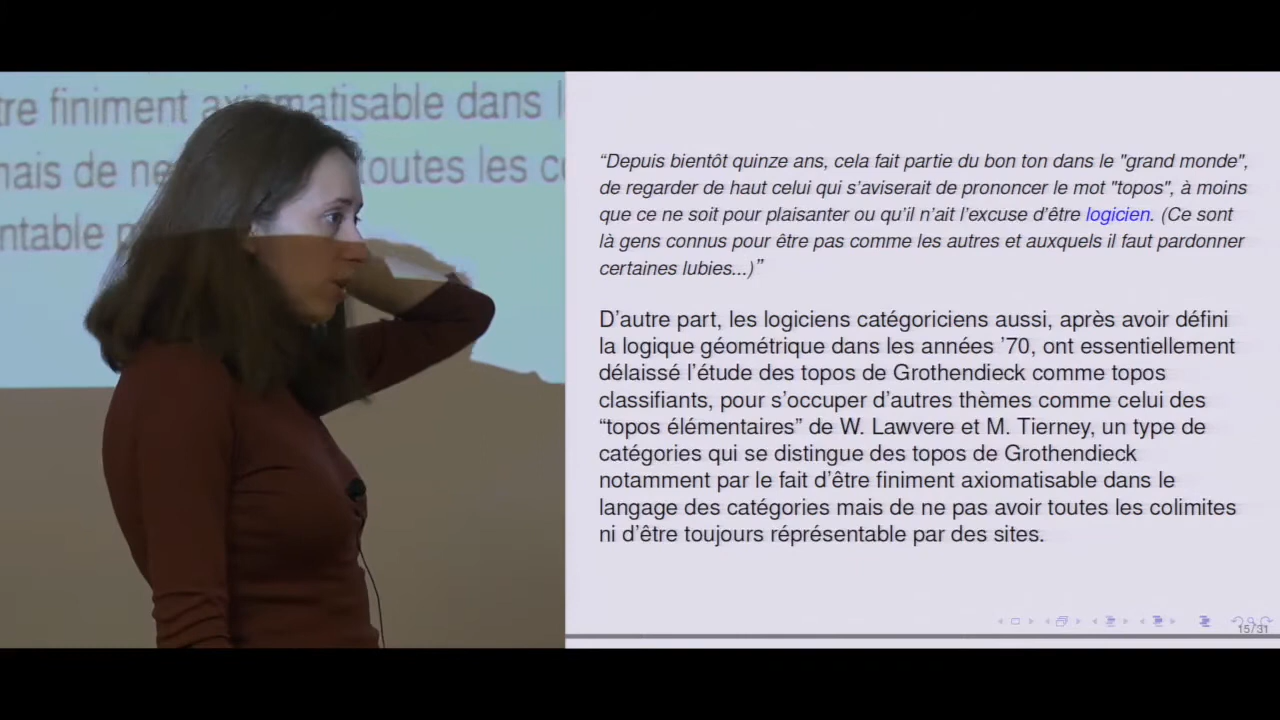 tre finiment axiomatisable dans l
mais de ne toutes les co
ntable
“Depuis bientôt quinze ans, cela fait partie du bon ton dans le "grand monde",
de regarder de haut celui qui s’aviserait de prononcer le mot "topos", à moins
que ce ne soit pour plaisanter ou qu’il n’ait l’excuse d’être logicien. (Ce sont
là gens connus pour être pas comme les autres et auxquels il faut pardonner
certaines lubies...)”
D’autre part, les logiciens catégoriciens aussi, après avoir défini
la logique géométrique dans les années ’70, ont essentiellement
délaissé l’étude des topos de Grothendieck comme topos
classifiants, pour s’occuper d’autres thèmes comme celui des
“topos élémentaires” de W. Lawvere et M. Tierney, un type de
catégories qui se distingue des topos de Grothendieck
notamment par le fait d’être finiment axiomatisable dans le
langage des catégories mais de ne pas avoir toutes les colimites
ni d’être toujours réprésentable par des sites.
15/31